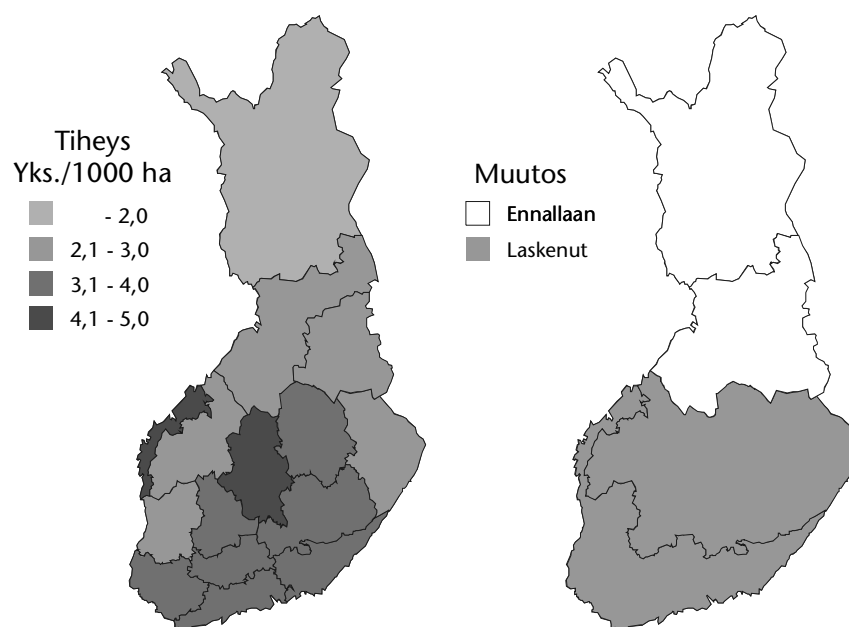 Tiheys
Yks./1000 ha
- 2,0
2,1 - 3,0
3,1 - 4,0
4,1 - 5,0
Muutos
Ennallaan
Laskenut